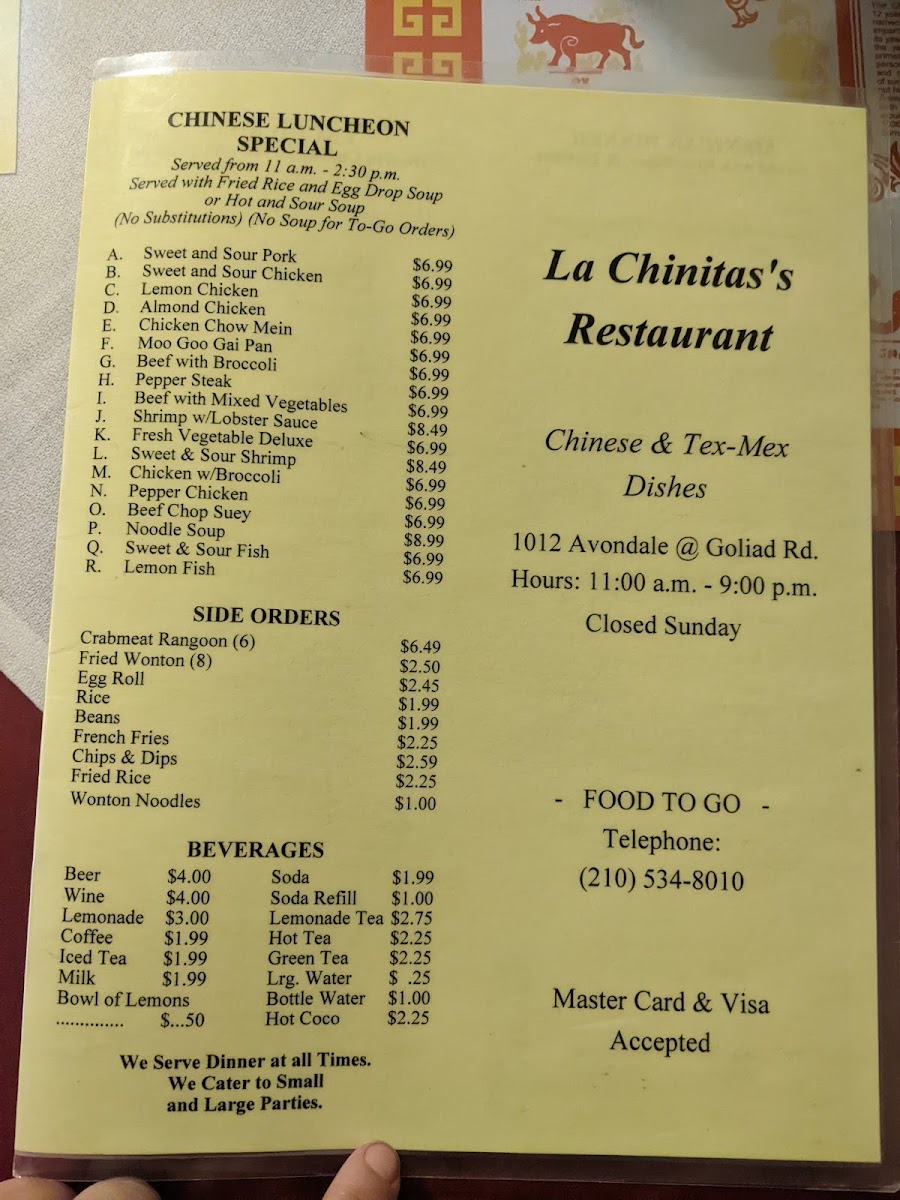 CHINESE LUNCHEON
SPECIAL
Served from 11 a.m. - 2:30 p.m.
Served with Fried Rice and Egg Drop Soup
or Hot and Sour Soup
(No Substitutions) (No Soup for To-Go Orders)
A. Sweet and Sour Pork $6.99
B. Sweet and Sour Chicken $6.99
C. Lemon Chicken $6.99
D. Almond Chicken $6.99
E. Chicken Chow Mein $6.99
F. Moo Goo Gai Pan $6.99
G. Beef with Broccoli $6.99
H. Pepper Steak $6.99
I. Beef with Mixed Vegetables $6.99
J. Shrimp w/Lobster Sauce $8.49
K. Fresh Vegetable Deluxe $6.99
L. Sweet & Sour Shrimp $8.49
M. Chicken w/Broccoli $6.99
N. Pepper Chicken $6.99
O. Beef Chop Suey $6.99
P. Noodle Soup $8.99
Q. Sweet & Sour Fish $6.99
R. Lemon Fish $6.99
SIDE ORDERS
Crabmeat Rangoon (6) $6.49
Fried Wonton (8) $2.50
Egg Roll $2.45
Rice $1.99
Beans $1.99
French Fries $2.25
Chips & Dips $2.59
Fried Rice $2.25
Wonton Noodles $1.00
BEVERAGES
Beer $4.00 Soda $1.99
Wine $4.00 Soda Refill $1.00
Lemonade $3.00 Lemonade Tea $2.75
Coffee $1.99 Hot Tea $2.25
Iced Tea $1.99 Green Tea $2.25
Milk $1.99 Lrg. Water $ .25
Bowl of Lemons Bottle Water $1.00
.............. $...50 Hot Coco $2.25
We Serve Dinner at all Times.
We Cater to Small
and Large Parties.
La Chinitas's
Restaurant
Chinese & Tex-Mex
Dishes
1012 Avondale @ Goliad Rd.
Hours: 11:00 a.m. - 9:00 p.m.
Closed Sunday
- FOOD TO GO -
Telephone:
(210) 534-8010
Master Card & Visa
Accepted